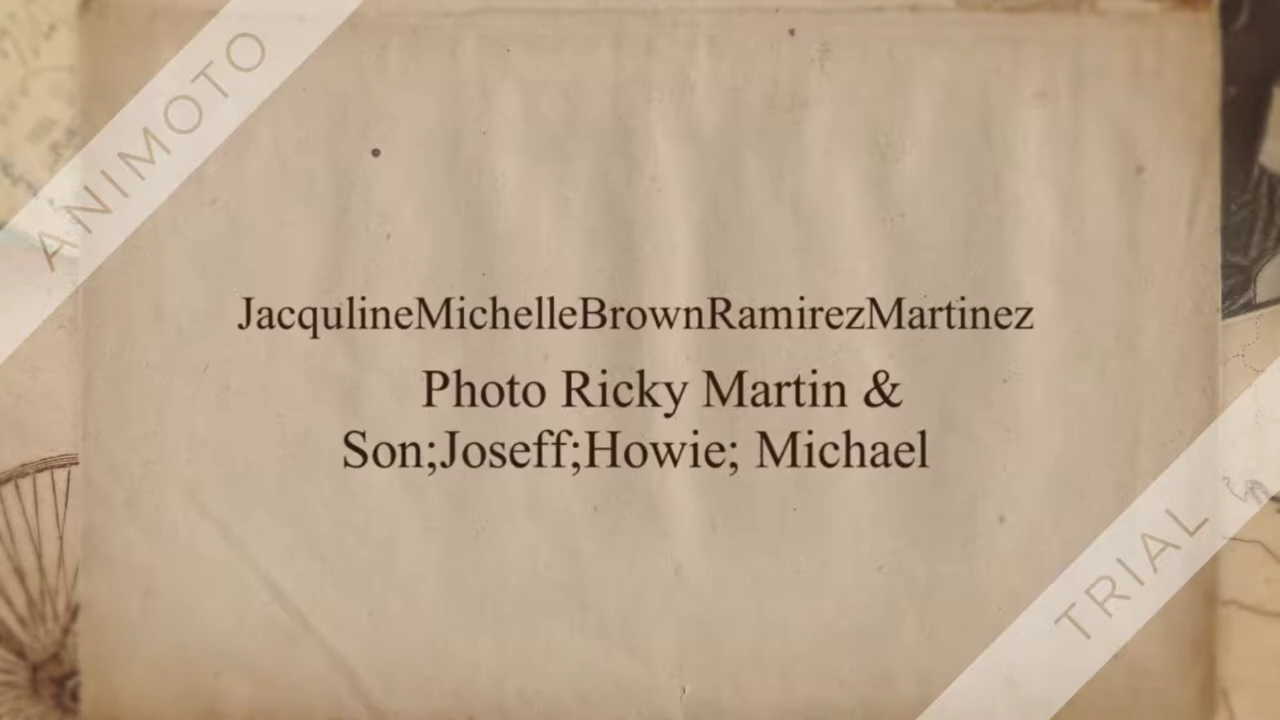 ANIMOTO
JacqulineMichelleBrownRamirezMartinez
Photo Ricky Martin &
Son;Joseff;Howie; Michael
TRIAL